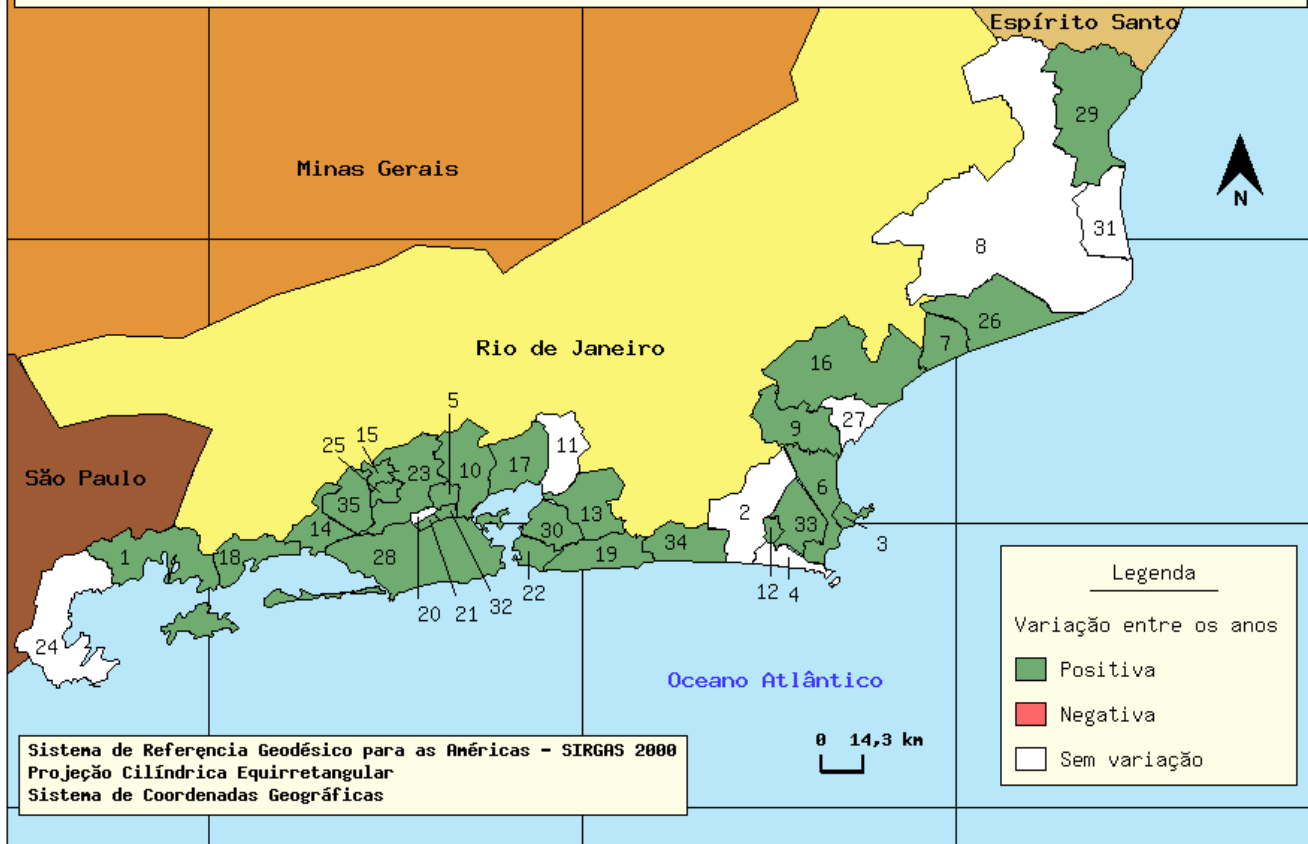 Espírito Santo
29
Minas Gerais
N
31
8
26
Rio de Janeiro
7
16
5
27
15
9
25
11
23
10
17
São Paulo
6
35
2
13
14
30
33
1
18
28
19
34
3
12
4
22
32
20
21
24
Oceano Atlântico
0 14,3 km
Legenda
Variação entre os anos
Positiva
Negativa
Sem variação
Sistema de Referençia Geodésico para as Américas - SIRGAS 2000
Projeção Cilíndrica Equirretangular
Sistema de Coordenadas Geográficas